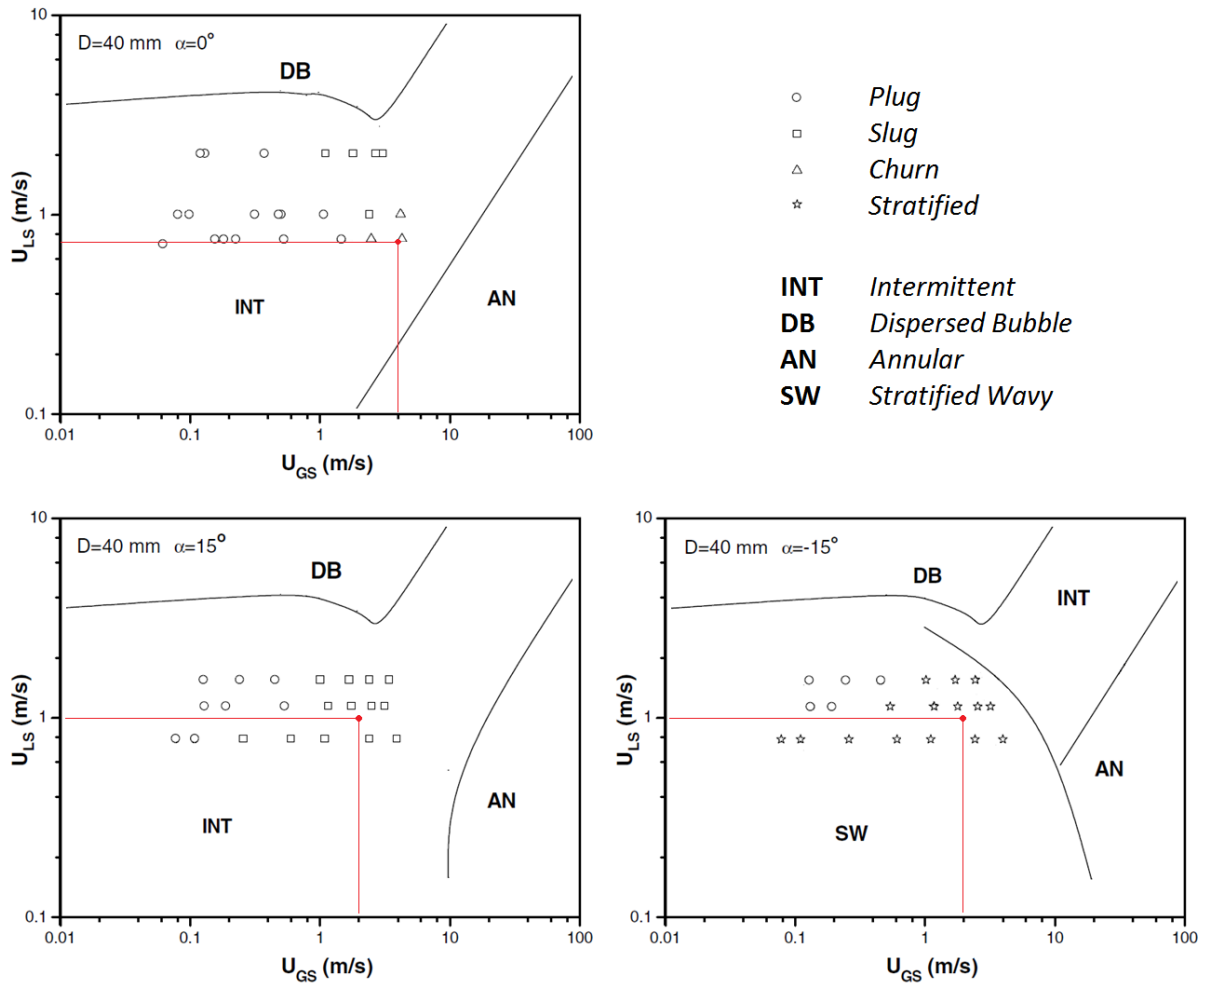 D=40 mm α=0°
DB
INT
AN
10
1
0.1
U_LS (m/s)
0.01
0.1
1
10
100
U_GS (m/s)
Plug
Slug
Churn
Stratified
INT Intermittent
DB Dispersed Bubble
AN Annular
SW Stratified Wavy
D=40 mm α=15°
DB
INT
AN
10
1
0.1
U_LS (m/s)
0.01
0.1
1
10
100
U_GS (m/s)
D=40 mm α=-15°
DB
INT
AN
SW
10
1
0.1
U_LS (m/s)
0.01
0.1
1
10
100
U_GS (m/s)